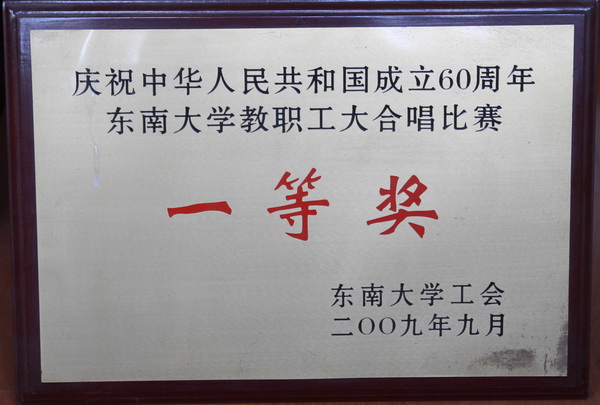 庆祝中华人民共和国成立60周年
东南大学教职工大合唱比赛
一等奖
东南大学工会
二〇〇九年九月